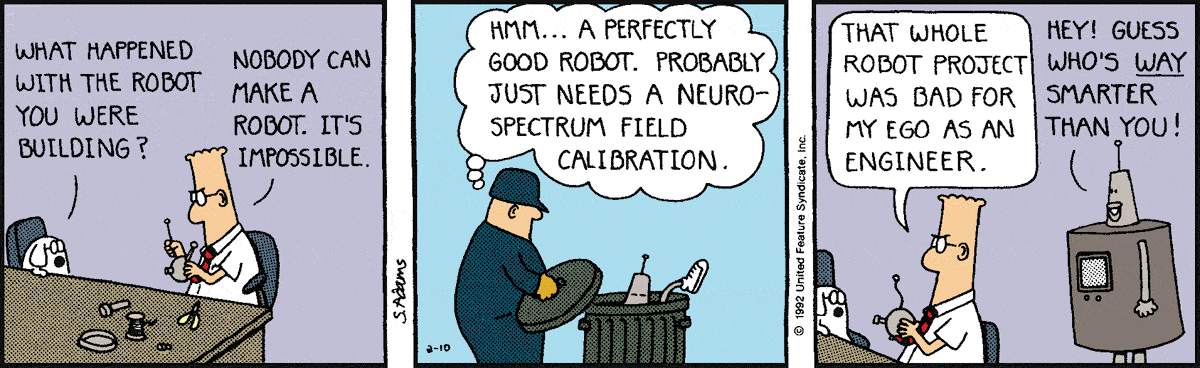 WHAT HAPPENED
WITH THE ROBOT
YOU WERE
BUILDING?
NOBODY CAN
MAKE A
ROBOT. IT'S
IMPOSSIBLE.
HMM... A PERFECTLY
GOOD ROBOT. PROBABLY
JUST NEEDS A NEURO-
SPECTRUM FIELD
CALIBRATION.
S. Adams
2-10
© 1992 United Feature Syndicate, Inc.
THAT WHOLE
ROBOT PROJECT
WAS BAD FOR
MY EGO AS AN
ENGINEER.
HEY! GUESS
WHO'S WAY
SMARTER
THAN YOU!